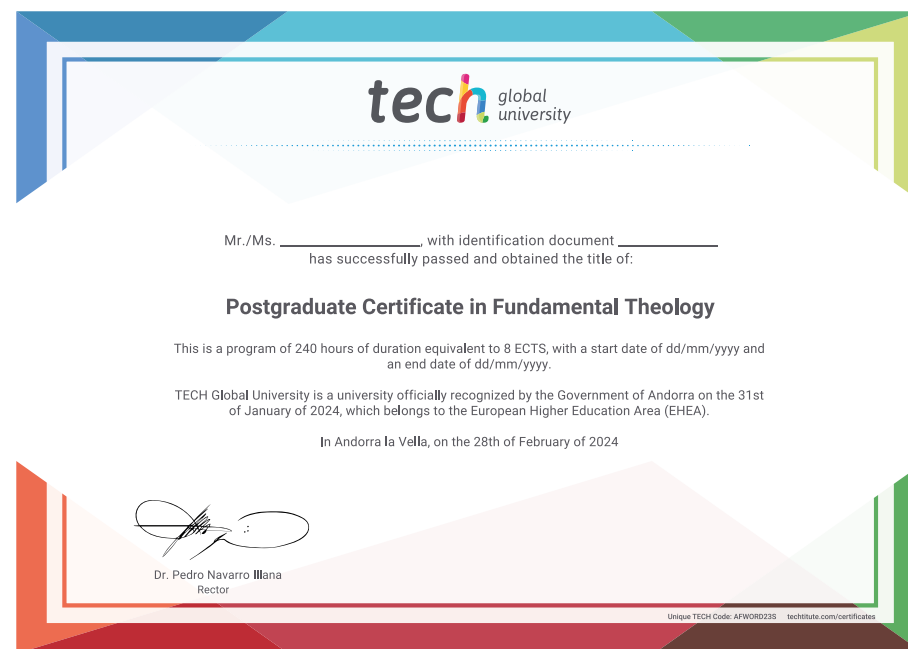 tech global university
Mr./Ms. ____________________, with identification document ______________
has successfully passed and obtained the title of:
Postgraduate Certificate in Fundamental Theology
This is a program of 240 hours of duration equivalent to 8 ECTS, with a start date of dd/mm/yyyy and
an end date of dd/mm/yyyy.
TECH Global University is a university officially recognized by the Government of Andorra on the 31st
of January of 2024, which belongs to the European Higher Education Area (EHEA).
In Andorra la Vella, on the 28th of February of 2024
Dr. Pedro Navarro Illana
Rector
Unique TECH Code: AFWORD23S techtitute.com/certificates